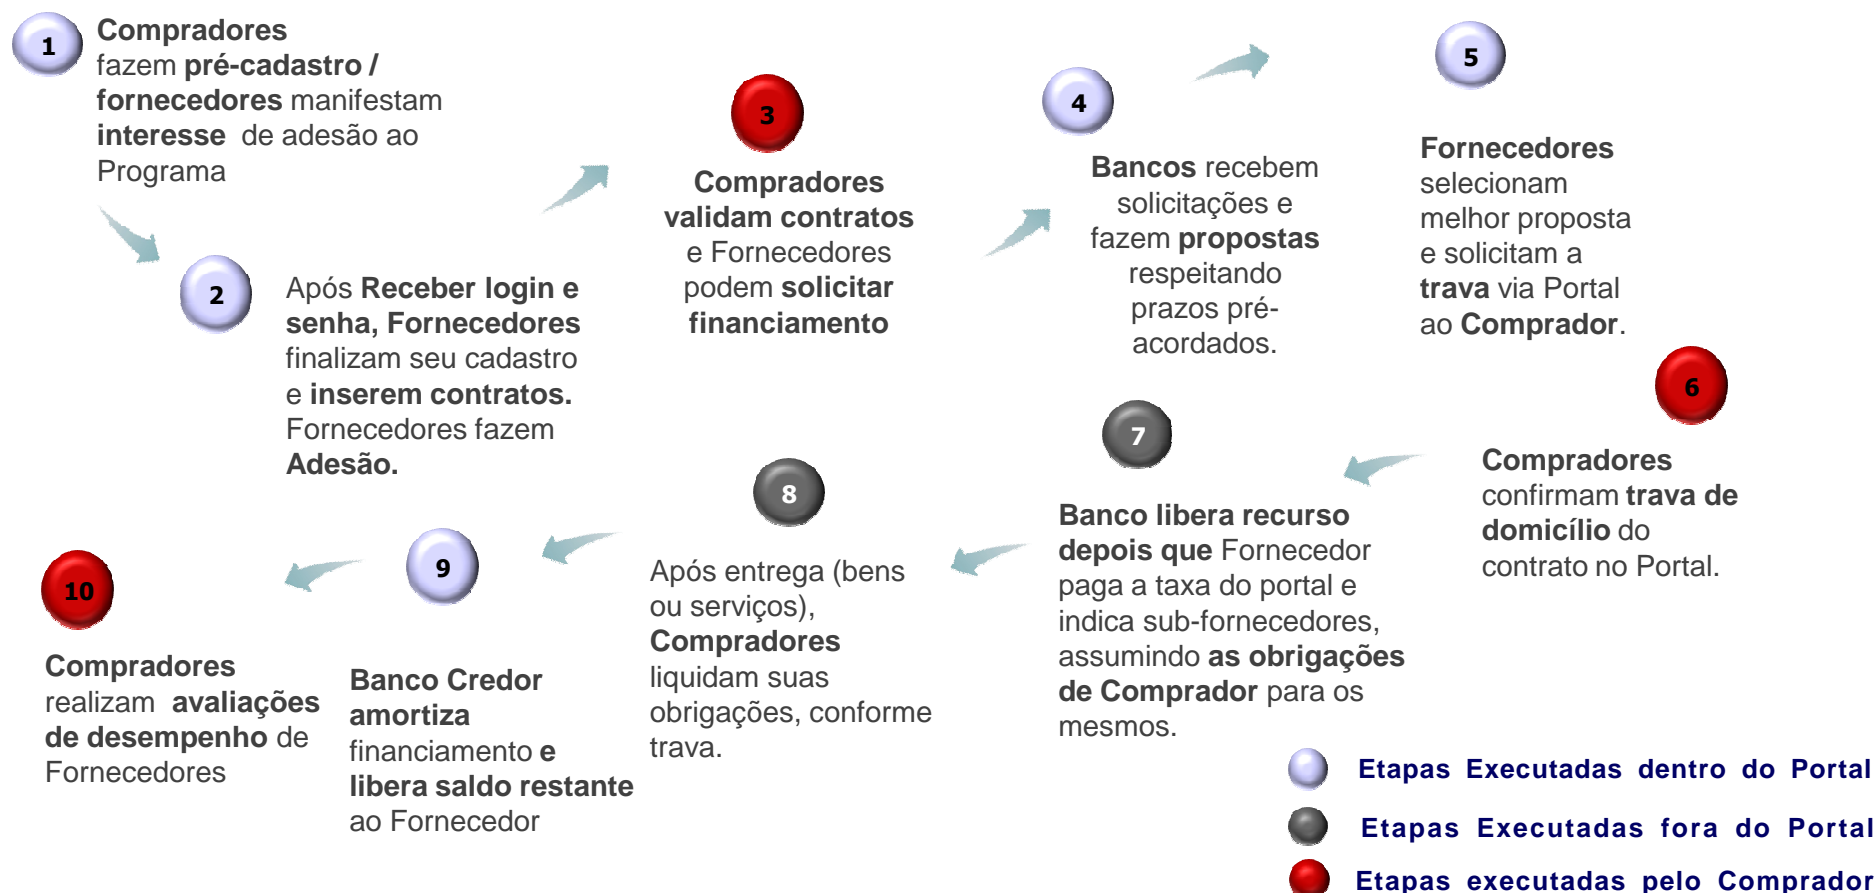 1
Compradores
fazem pré-cadastro /
fornecedores manifestam
interesse de adesão ao
Programa
2
Após Receber login e
senha, Fornecedores
finalizam seu cadastro
e inserem contratos.
Fornecedores fazem
Adesão.
3
Compradores
validam contratos
e Fornecedores
podem solicitar
financiamento
4
Bancos recebem
solicitações e
fazem propostas
respeitando
prazos pré-
acordados.
5
Fornecedores
selecionam
melhor proposta
e solicitam a
trava via Portal
ao Comprador.
6
Compradores
confirmam trava de
domicílio do
contrato no Portal.
7
Banco libera recurso
depois que Fornecedor
paga a taxa do portal e
indica sub-fornecedores,
assumindo as obrigações
de Comprador para os
mesmos.
8
Após entrega (bens
ou serviços),
Compradores
liquidam suas
obrigações, conforme
trava.
9
Banco Credor
amortiza
financiamento e
libera saldo restante
ao Fornecedor
10
Compradores
realizam avaliações
de desempenho de
Fornecedores
Etapas Executadas dentro do Portal
Etapas Executadas fora do Portal
Etapas executadas pelo Comprador